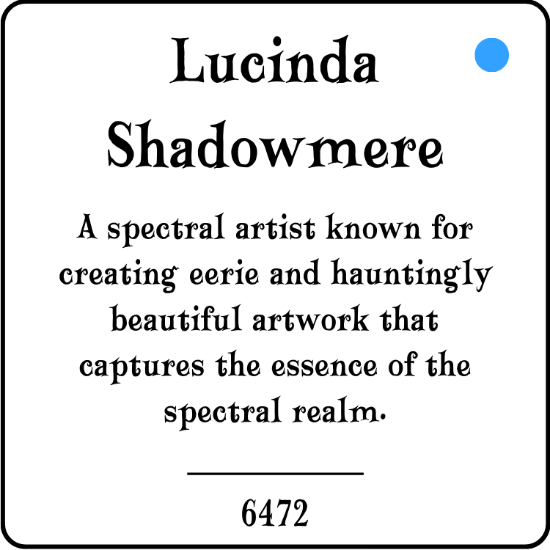 Lucinda
Shadowmere
A spectral artist known for
creating eerie and hauntingly
beautiful artwork that
captures the essence of the
spectral realm.
6472